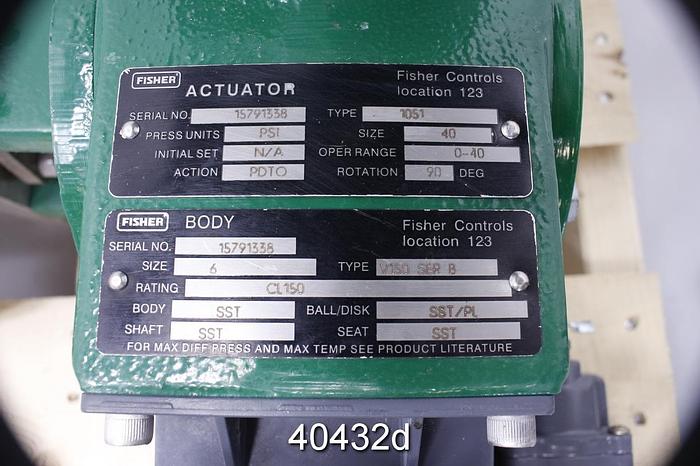 FISHER ACTUATOR Fisher Controls
location 123
SERIAL NO. 15791338 TYPE 1051
PRESS UNITS PSI SIZE 40
INITIAL SET N/A OPER RANGE 0-40
ACTION PDTO ROTATION 90 DEG
FISHER BODY Fisher Controls
location 123
SERIAL NO. 15791338
SIZE 6 TYPE V150 SER B
RATING CL150
BODY SST BALL/DISK SST/PL
SHAFT SST SEAT SST
FOR MAX DIFF PRESS AND MAX TEMP SEE PRODUCT LITERATURE
40432d